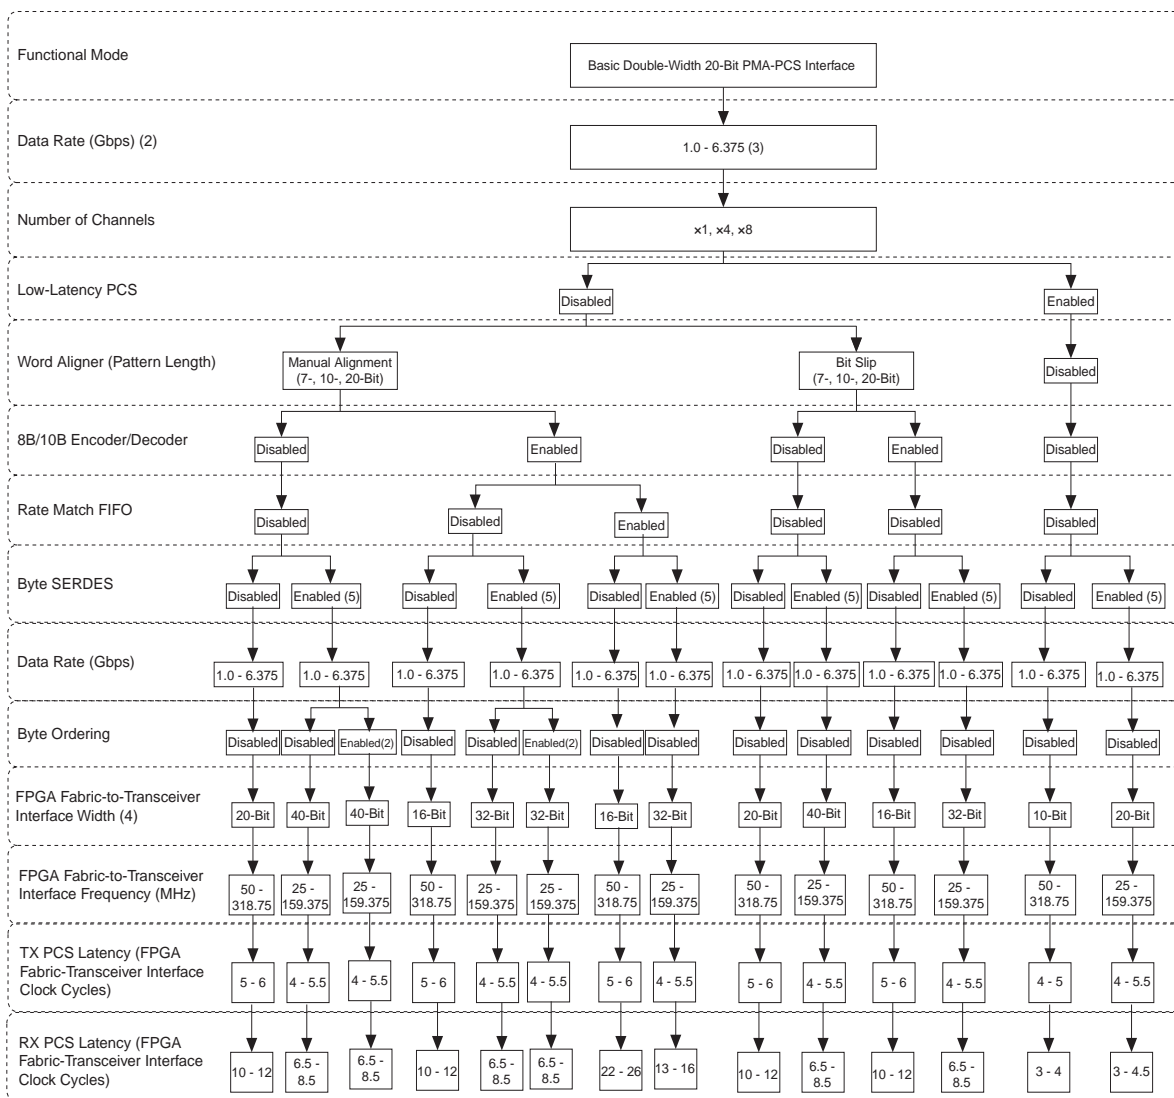 Functional Mode
Basic Double-Width 20-Bit PMA-PCS Interface
Data Rate (Gbps) (2)
1.0 - 6.375 (3)
Number of Channels
×1, ×4, ×8
Low-Latency PCS
Disabled
Enabled
Word Aligner (Pattern Length)
Manual Alignment
(7-, 10-, 20-Bit)
Bit Slip
(7-, 10-, 20-Bit)
Disabled
8B/10B Encoder/Decoder
Disabled
Enabled
Disabled
Enabled
Disabled
Rate Match FIFO
Disabled
Disabled
Enabled
Disabled
Disabled
Disabled
Byte SERDES
Disabled
Enabled (5)
Disabled
Enabled (5)
Disabled
Enabled (5)
Disabled
Enabled (5)
Disabled
Enabled (5)
Disabled
Enabled (5)
Data Rate (Gbps)
1.0 - 6.375
1.0 - 6.375
1.0 - 6.375
1.0 - 6.375
1.0 - 6.375
1.0 - 6.375
1.0 - 6.375
1.0 - 6.375
1.0 - 6.375
1.0 - 6.375
1.0 - 6.375
1.0 - 6.375
Byte Ordering
Disabled
Disabled
Enabled(2)
Disabled
Disabled
Enabled(2)
Disabled
Disabled
Disabled
Disabled
Disabled
Disabled
Disabled
Disabled
FPGA Fabric-to-Transceiver
Interface Width (4)
20-Bit
40-Bit
40-Bit
16-Bit
32-Bit
32-Bit
16-Bit
32-Bit
20-Bit
40-Bit
16-Bit
32-Bit
10-Bit
20-Bit
FPGA Fabric-to-Transceiver
Interface Frequency (MHz)
50 -
318.75
25 -
159.375
25 -
159.375
50 -
318.75
25 -
159.375
25 -
159.375
50 -
318.75
25 -
159.375
50 -
318.75
25 -
159.375
50 -
318.75
25 -
159.375
50 -
318.75
25 -
159.375
TX PCS Latency (FPGA
Fabric-Transceiver Interface
Clock Cycles)
5 - 6
4 - 5.5
4 - 5.5
5 - 6
4 - 5.5
4 - 5.5
5 - 6
4 - 5.5
5 - 6
4 - 5.5
5 - 6
4 - 5.5
4 - 5
4 - 5.5
RX PCS Latency (FPGA
Fabric-Transceiver Interface
Clock Cycles)
10 - 12
6.5 -
8.5
6.5 -
8.5
10 - 12
6.5 -
8.5
6.5 -
8.5
22 - 26
13 - 16
10 - 12
6.5 -
8.5
10 - 12
6.5 -
8.5
3 - 4
3 - 4.5